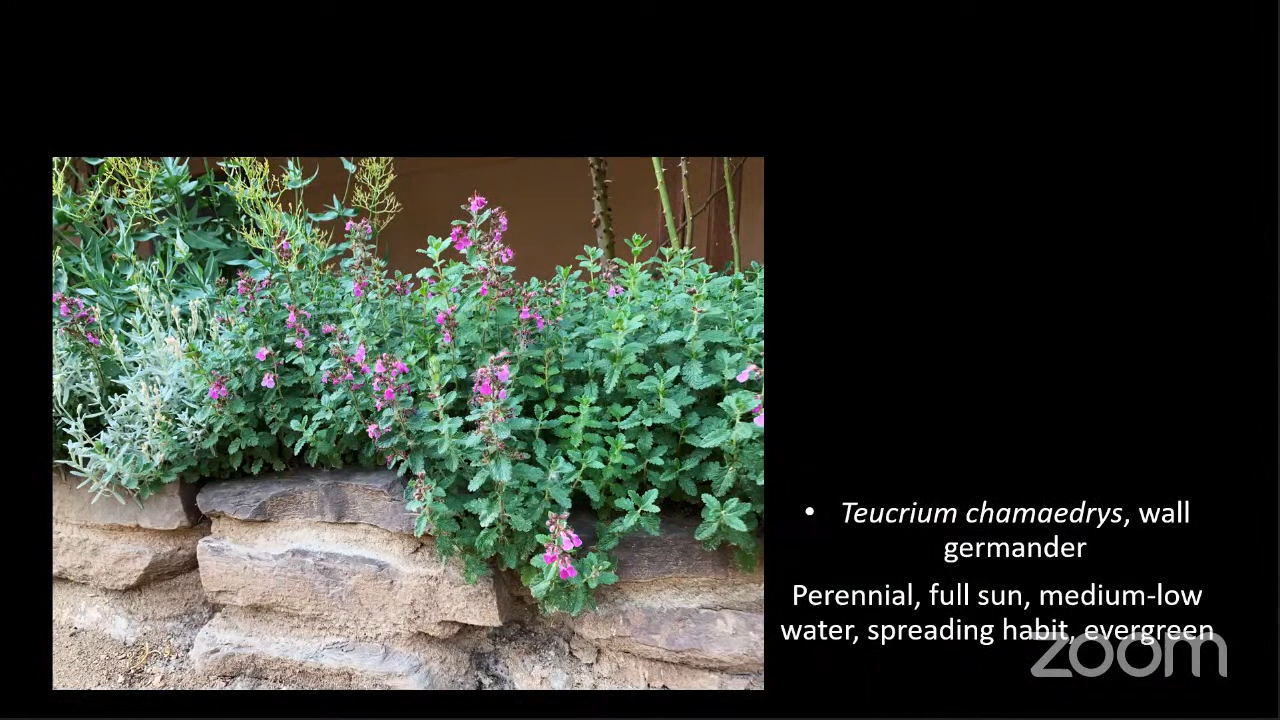 • Teucrium chamaedrys, wall
germander
Perennial, full sun, medium-low
water, spreading habit, evergreen
zoom